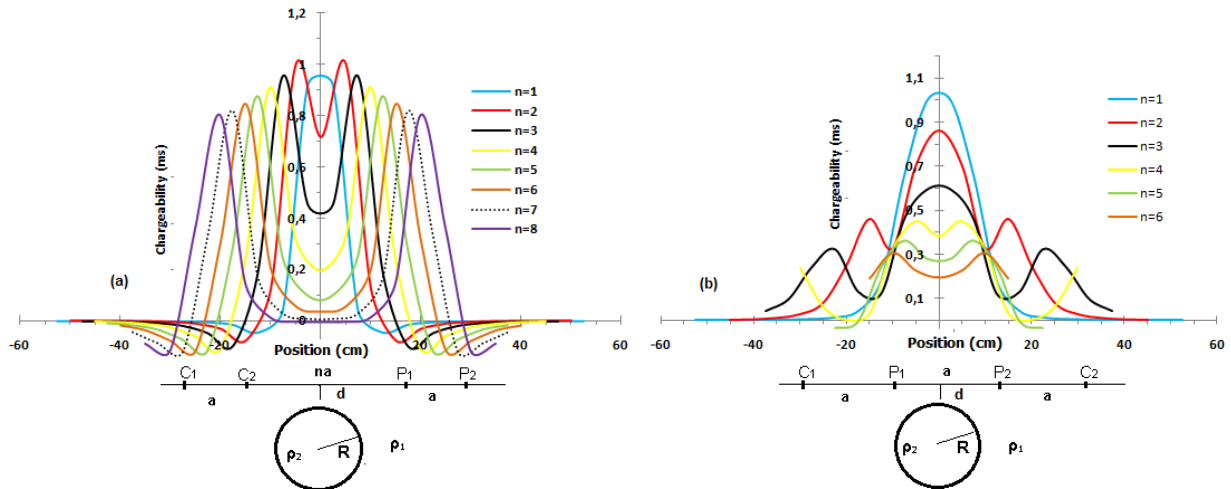 1,2
1
0,8
0,6
0,4
0,2
0
Chargeability (ms)
n=1
n=2
n=3
n=4
n=5
n=6
n=7
n=8
(a)
-60 -40 -20 20 40 60
Position (cm)
C1 C2 na P1 P2
a d a
ρ2 R ρ1
1,1
0,9
0,7
0,5
0,3
0,1
Chargeability (ms)
n=1
n=2
n=3
n=4
n=5
n=6
(b)
-60 -40 -20 20 40 60
Position (cm)
C1 P1 a P2 C2
a d a
ρ2 R ρ1